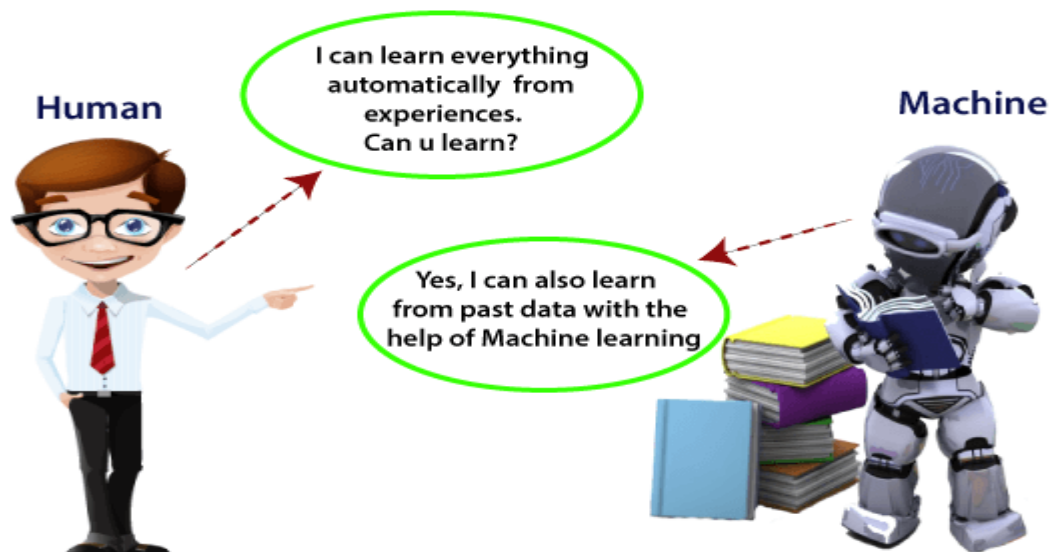 Human
I can learn everything
automatically from
experiences.
Can u learn?
Machine
Yes, I can also learn
from past data with the
help of Machine learning